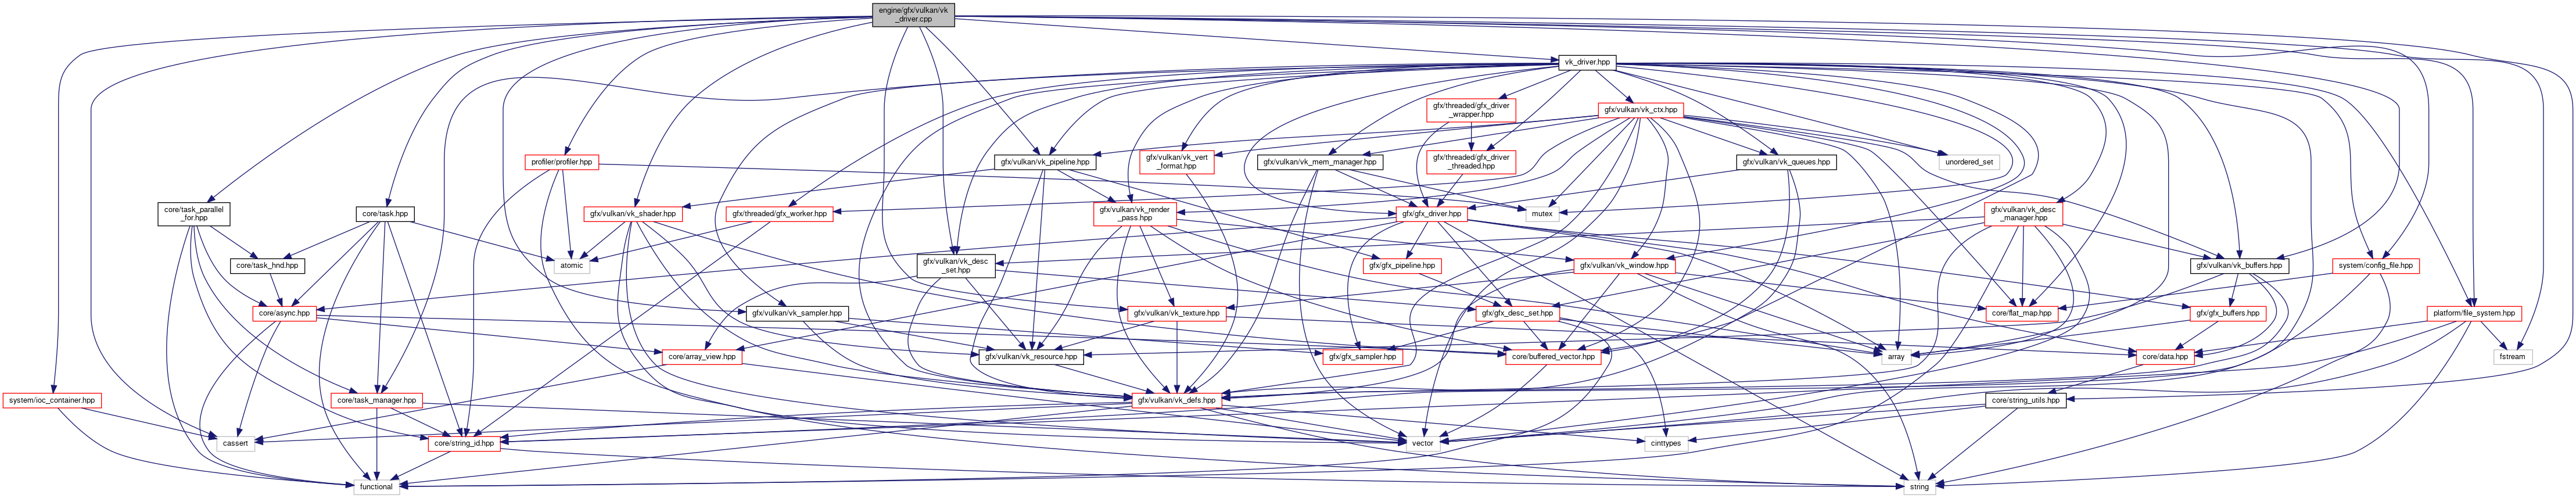 engine/gfx/vulkan/vk
_driver.cpp
vk_driver.hpp
gfx/threaded/gfx_driver
_wrapper.hpp
gfx/vulkan/vk_ctx.hpp
profiler/profiler.hpp
gfx/vulkan/vk_pipeline.hpp
gfx/vulkan/vk_vert
_format.hpp
gfx/vulkan/vk_mem_manager.hpp
gfx/threaded/gfx_driver
_threaded.hpp
gfx/vulkan/vk_queues.hpp
unordered_set
core/task_parallel
_for.hpp
core/task.hpp
gfx/vulkan/vk_shader.hpp
gfx/threaded/gfx_worker.hpp
gfx/vulkan/vk_render
_pass.hpp
gfx/gfx_driver.hpp
mutex
gfx/vulkan/vk_desc
_manager.hpp
core/task_hnd.hpp
atomic
gfx/vulkan/vk_desc
_set.hpp
gfx/gfx_pipeline.hpp
gfx/vulkan/vk_window.hpp
gfx/vulkan/vk_buffers.hpp
system/config_file.hpp
core/async.hpp
gfx/vulkan/vk_sampler.hpp
gfx/vulkan/vk_texture.hpp
gfx/gfx_desc_set.hpp
core/flat_map.hpp
gfx/gfx_buffers.hpp
platform/file_system.hpp
core/array_view.hpp
gfx/vulkan/vk_resource.hpp
gfx/gfx_sampler.hpp
core/buffered_vector.hpp
array
core/data.hpp
fstream
system/ioc_container.hpp
core/task_manager.hpp
gfx/vulkan/vk_defs.hpp
core/string_utils.hpp
cassert
core/string_id.hpp
vector
cinttypes
functional
string